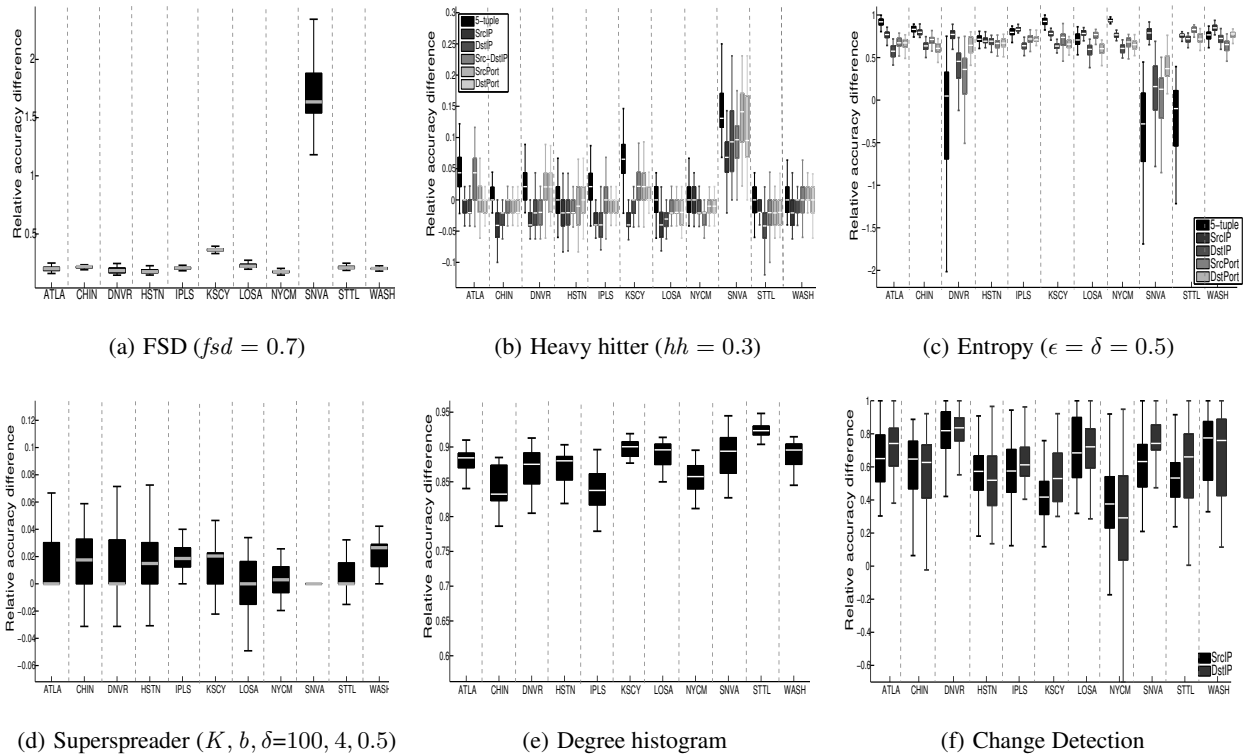 Relative accuracy difference
2
1.5
1
0.5
ATLA CHIN DNVR HSTN IPLS KSCY LOSA NYCM SNVA STTL WASH
(a) FSD (fsd = 0.7)
Relative accuracy difference
0.3
0.25
0.2
0.15
0.1
0.05
0
-0.05
-0.1
5-tuple
SrcIP
DstIP
Src-DstIP
SrcPort
DstPort
ATLA CHIN DNVR HSTN IPLS KSCY LOSA NYCM SNVA STTL WASH
(b) Heavy hitter (hh = 0.3)
Relative accuracy difference
1
0.5
0
-0.5
-1
-1.5
-2
5-tuple
SrcIP
DstIP
SrcPort
DstPort
ATLA CHIN DNVR HSTN IPLS KSCY LOSA NYCM SNVA STTL WASH
(c) Entropy (ϵ = δ = 0.5)
Relative accuracy difference
0.12
0.1
0.08
0.06
0.04
0.02
0
-0.02
-0.04
-0.06
ATLA CHIN DNVR HSTN IPLS KSCY LOSA NYCM SNVA STTL WASH
(d) Superspreader (K, b, δ=100, 4, 0.5)
Relative accuracy difference
0.95
0.9
0.85
0.8
0.75
0.7
0.65
0.6
ATLA CHIN DNVR HSTN IPLS KSCY LOSA NYCM SNVA STTL WASH
(e) Degree histogram
Relative accuracy difference
1
0.8
0.6
0.4
0.2
0
-0.2
-0.4
-0.6
SrcIP
DstIP
ATLA CHIN DNVR HSTN IPLS KSCY LOSA NYCM SNVA STTL WASH
(f) Change Detection